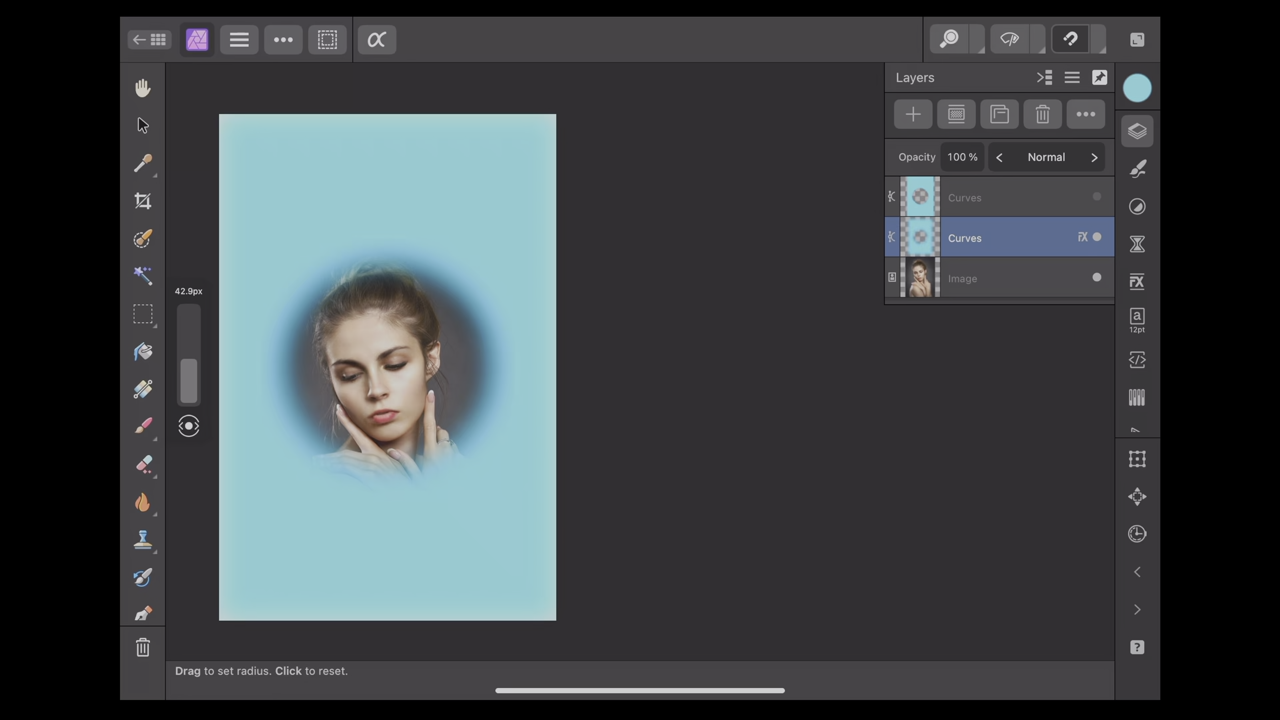 Layers
Opacity 100 % Normal
Curves
Curves
Image
42.9px
12pt
Drag to set radius. Click to reset.